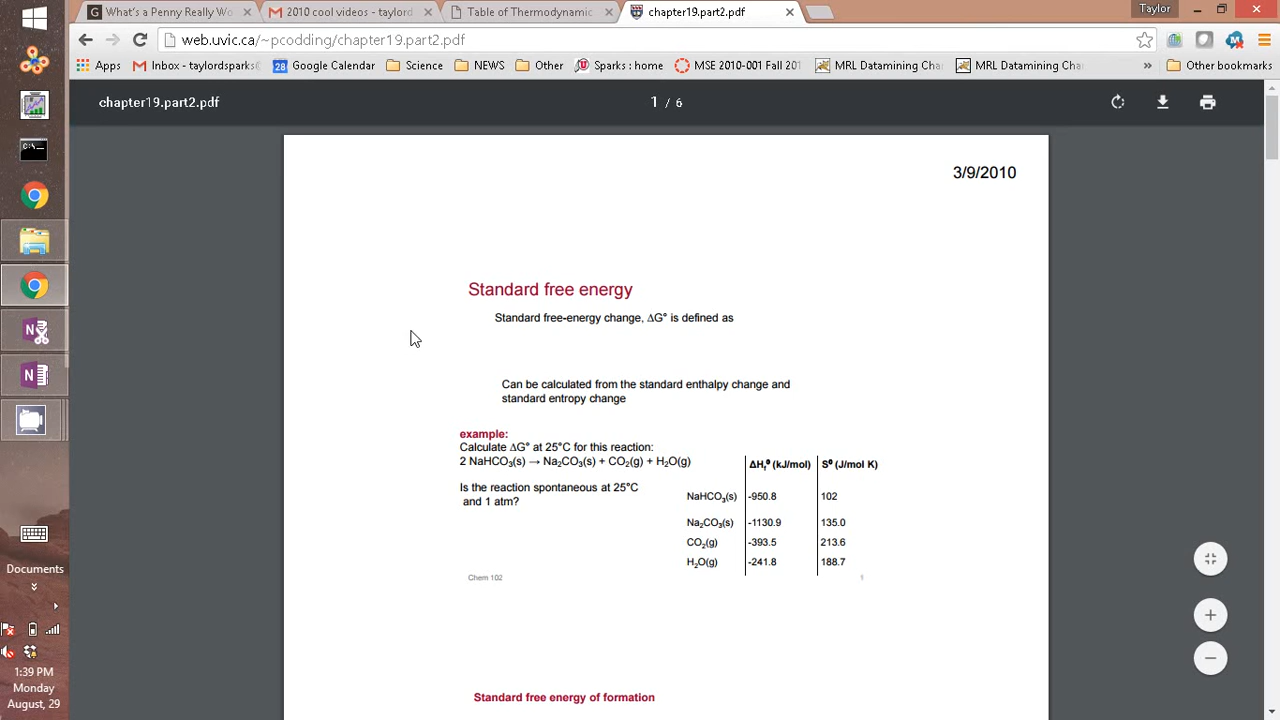 What's a Penny Really Wo
2010 cool videos - taylord
Table of Thermodynamic
chapter19.part2.pdf
Taylor
web.uvic.ca/~pcodding/chapter19.part2.pdf
Apps
Inbox - taylordsparks@
28 Google Calendar
Science
NEWS
Other
Sparks : home
MSE 2010-001 Fall 201
MRL Datamining Cha
MRL Datamining Cha
»
Other bookmarks
chapter19.part2.pdf
1 / 6
3/9/2010
Standard free energy
Standard free-energy change, ΔG° is defined as
Can be calculated from the standard enthalpy change and
standard entropy change
example:
Calculate ΔG° at 25°C for this reaction:
2 NaHCO₃(s) → Na₂CO₃(s) + CO₂(g) + H₂O(g)
Is the reaction spontaneous at 25°C
and 1 atm?
ΔHf⁰ (kJ/mol) S⁰ (J/mol K)
NaHCO₃(s) -950.8 102
Na₂CO₃(s) -1130.9 135.0
CO₂(g) -393.5 213.6
H₂O(g) -241.8 188.7
Chem 102
Standard free energy of formation
Documents
1:39 PM
Monday
August, 29